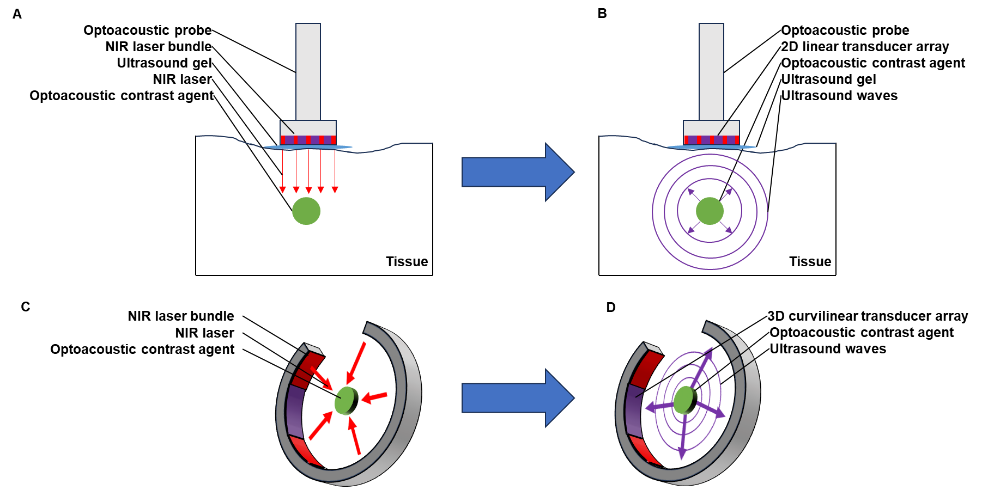 A
Optoacoustic probe
NIR laser bundle
Ultrasound gel
NIR laser
Optoacoustic contrast agent
Tissue
B
Optoacoustic probe
2D linear transducer array
Optoacoustic contrast agent
Ultrasound gel
Ultrasound waves
Tissue
C
NIR laser bundle
NIR laser
Optoacoustic contrast agent
D
3D curvilinear transducer array
Optoacoustic contrast agent
Ultrasound waves